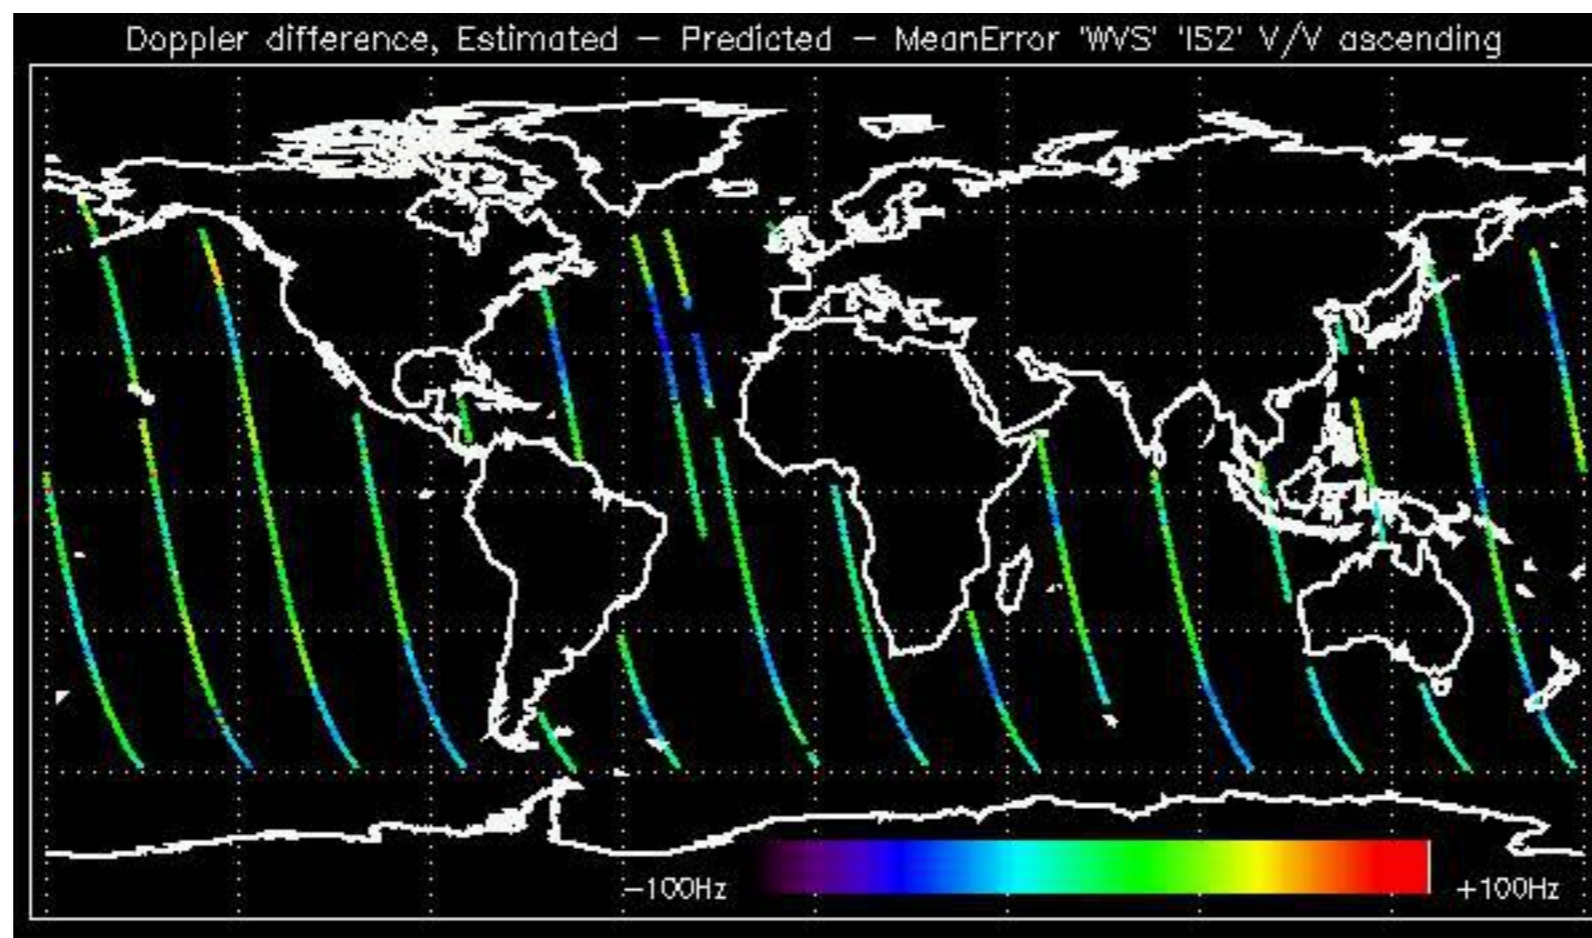 Doppler difference, Estimated – Predicted – MeanError 'WVS' 'IS2' V/V ascending
–100Hz
+100Hz